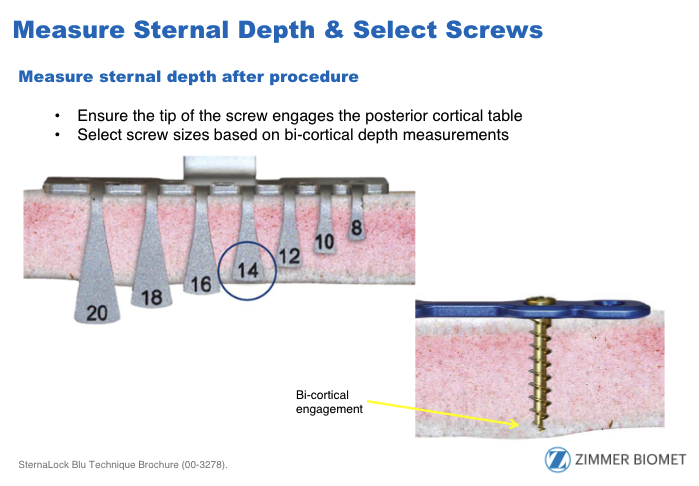 Measure Sternal Depth & Select Screws
Measure sternal depth after procedure
• Ensure the tip of the screw engages the posterior cortical table
• Select screw sizes based on bi-cortical depth measurements
20
18
16
14
12
10
8
Bi-cortical
engagement
SternaLock Blu Technique Brochure (00-3278).
ZIMMER BIOMET